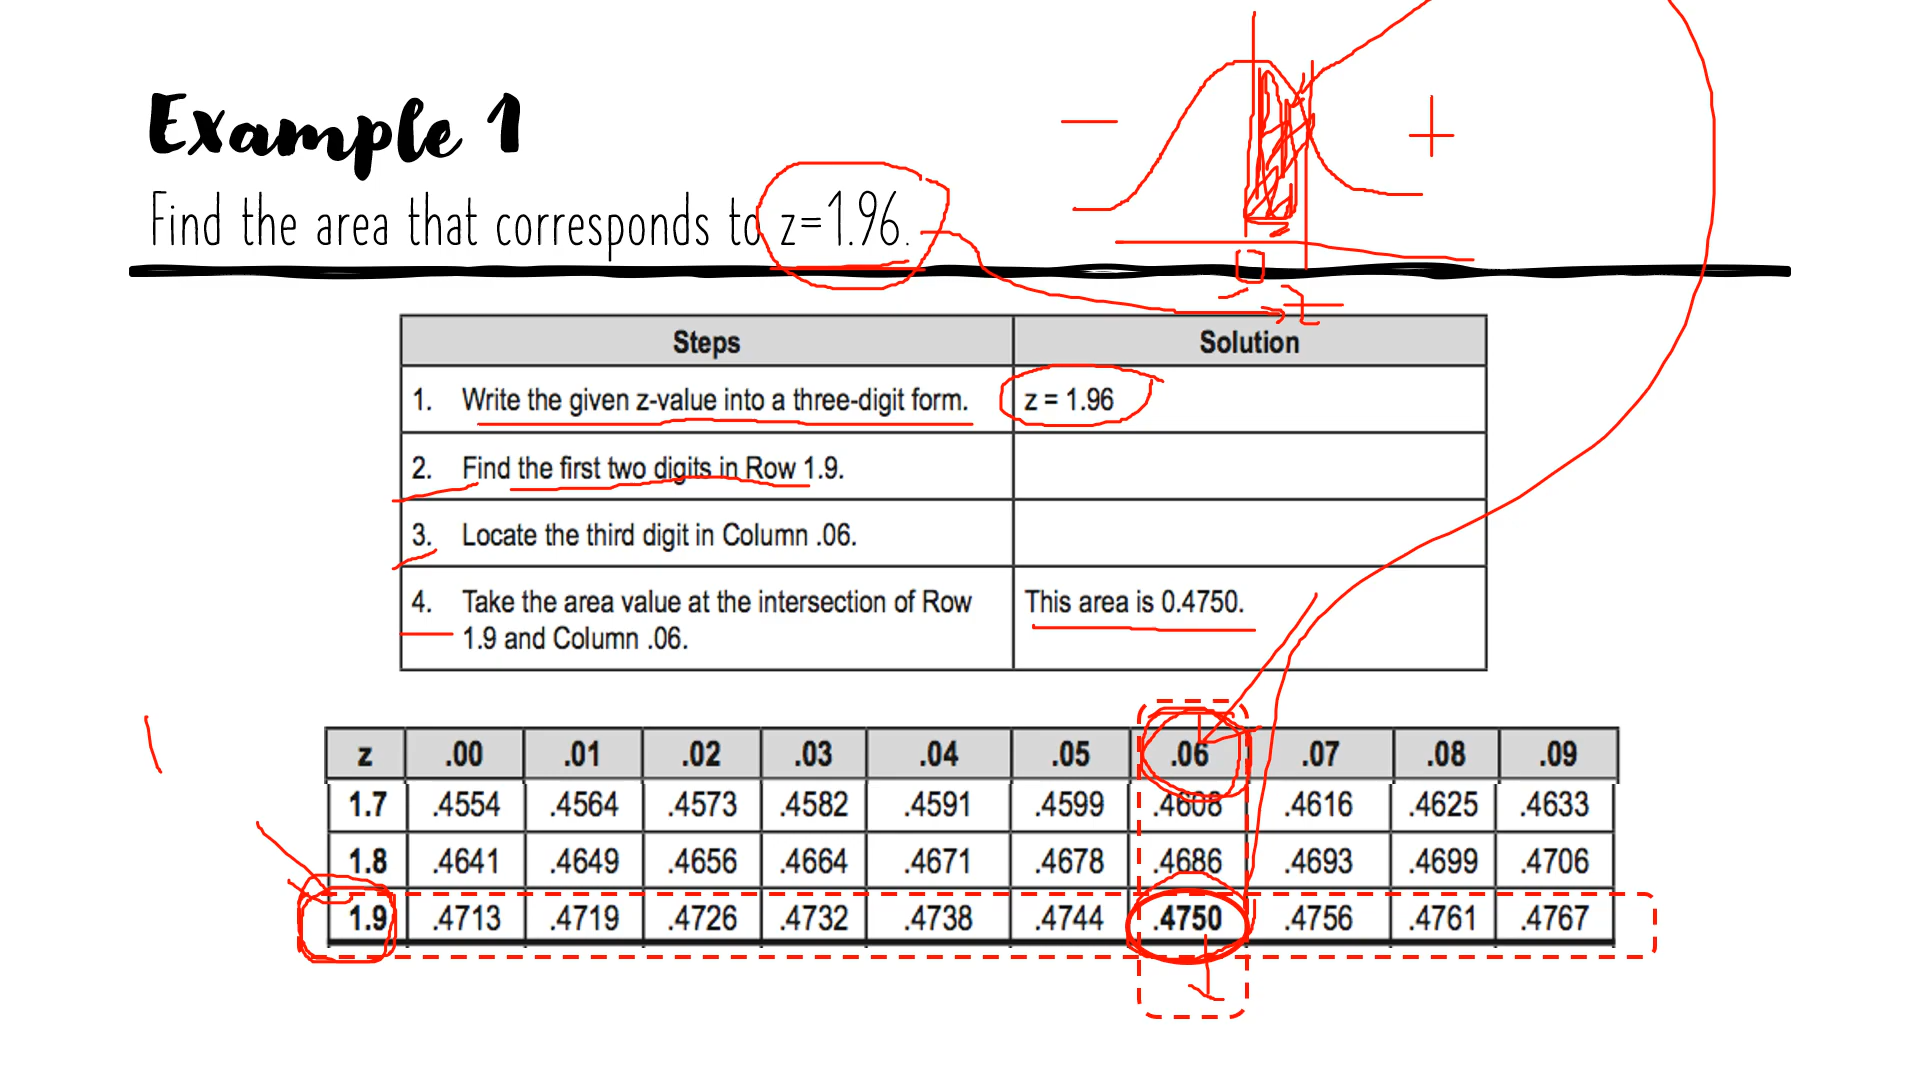 Example 1
Find the area that corresponds to z=1.96.
Steps Solution
1. Write the given z-value into a three-digit form. z = 1.96
2. Find the first two digits in Row 1.9.
3. Locate the third digit in Column .06.
4. Take the area value at the intersection of Row This area is 0.4750.
1.9 and Column .06.
z .00 .01 .02 .03 .04 .05 .06 .07 .08 .09
1.7 .4554 .4564 .4573 .4582 .4591 .4599 .4608 .4616 .4625 .4633
1.8 .4641 .4649 .4656 .4664 .4671 .4678 .4686 .4693 .4699 .4706
1.9 .4713 .4719 .4726 .4732 .4738 .4744 .4750 .4756 .4761 .4767